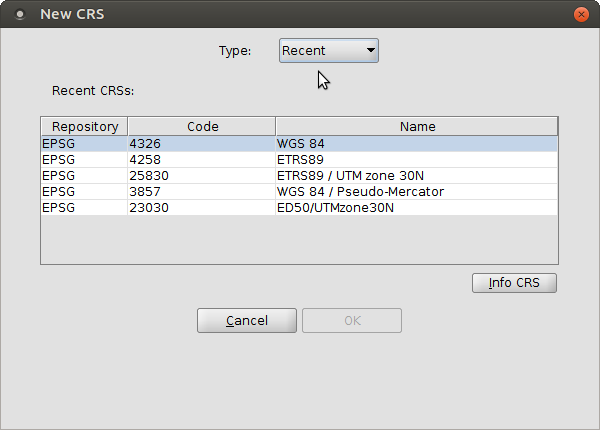 New CRS
Type: Recent
Recent CRSs:
Repository Code Name
EPSG 4326 WGS 84
EPSG 4258 ETRS89
EPSG 25830 ETRS89 / UTM zone 30N
EPSG 3857 WGS 84 / Pseudo-Mercator
EPSG 23030 ED50/UTMzone30N
Info CRS
Cancel OK